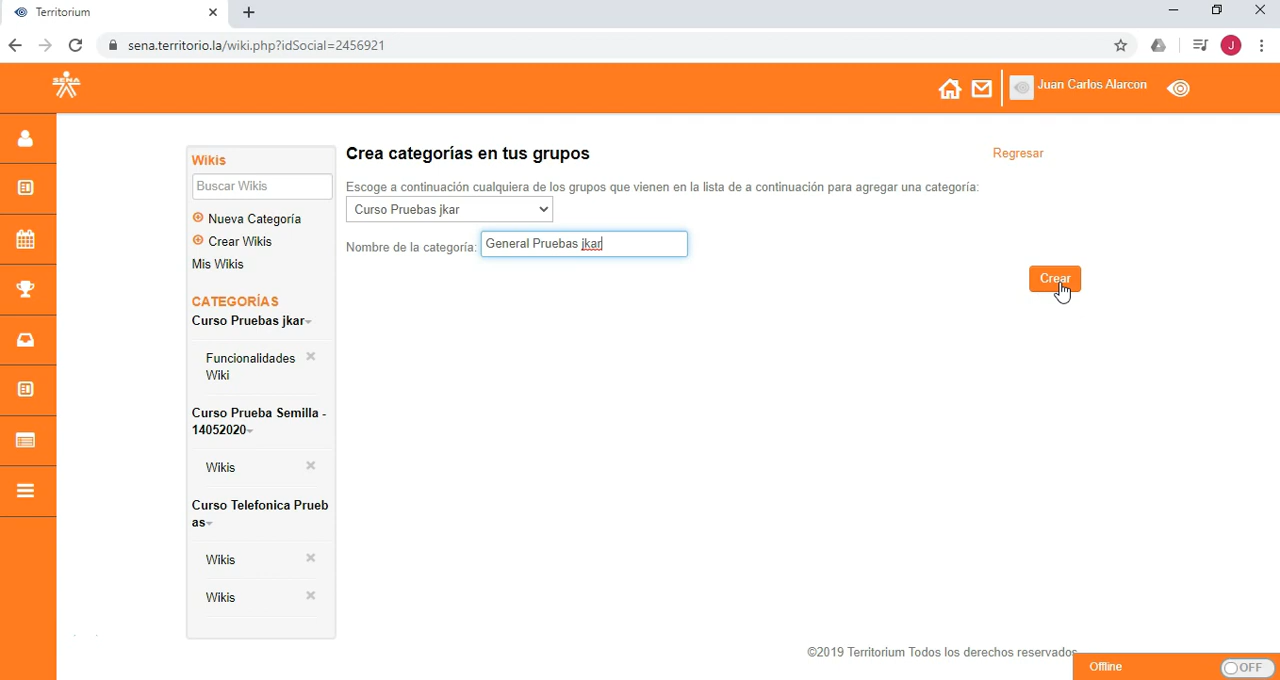 Territorium
sena.territorio.la/wiki.php?idSocial=2456921
J
SENA
Juan Carlos Alarcon
Wikis
Buscar Wikis
Nueva Categoría
Crear Wikis
Mis Wikis
CATEGORÍAS
Curso Pruebas jkar
Funcionalidades
Wiki
Curso Prueba Semilla -
14052020
Wikis
Curso Telefonica Prueb
as
Wikis
Wikis
Crea categorías en tus grupos
Regresar
Escoge a continuación cualquiera de los grupos que vienen en la lista de a continuación para agregar una categoría:
Curso Pruebas jkar
Nombre de la categoría: General Pruebas jkar
Crear
©2019 Territorium Todos los derechos reservados
Offline
OFF